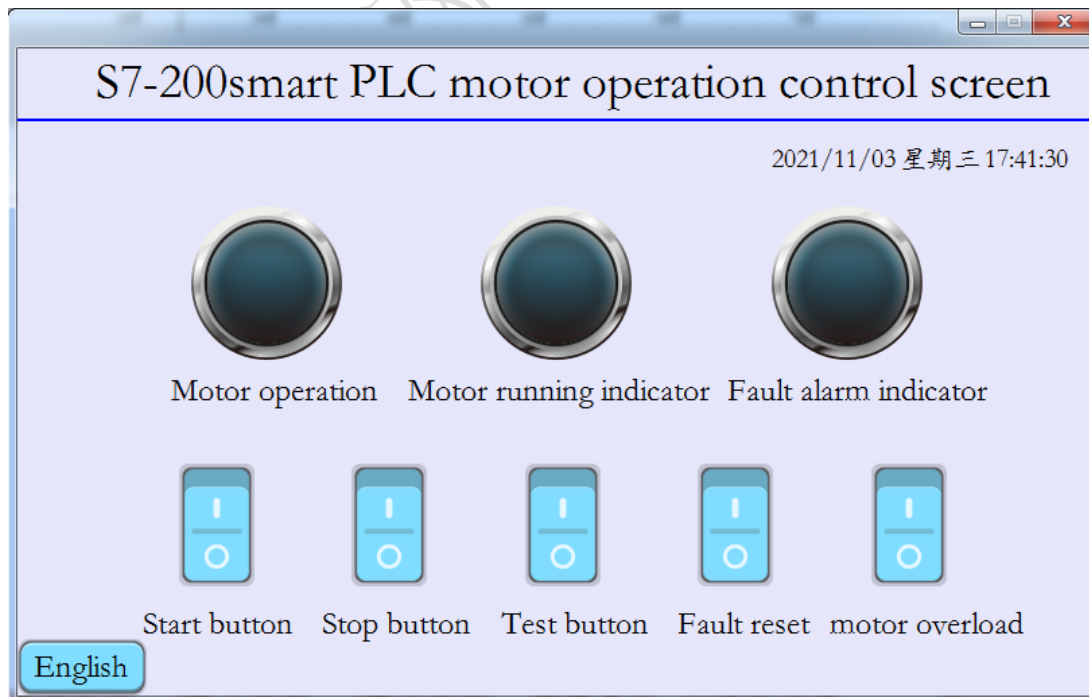 S7-200smart PLC motor operation control screen
2021/11/03 星期三 17:41:30
Motor operation Motor running indicator Fault alarm indicator
Start button Stop button Test button Fault reset motor overload
English